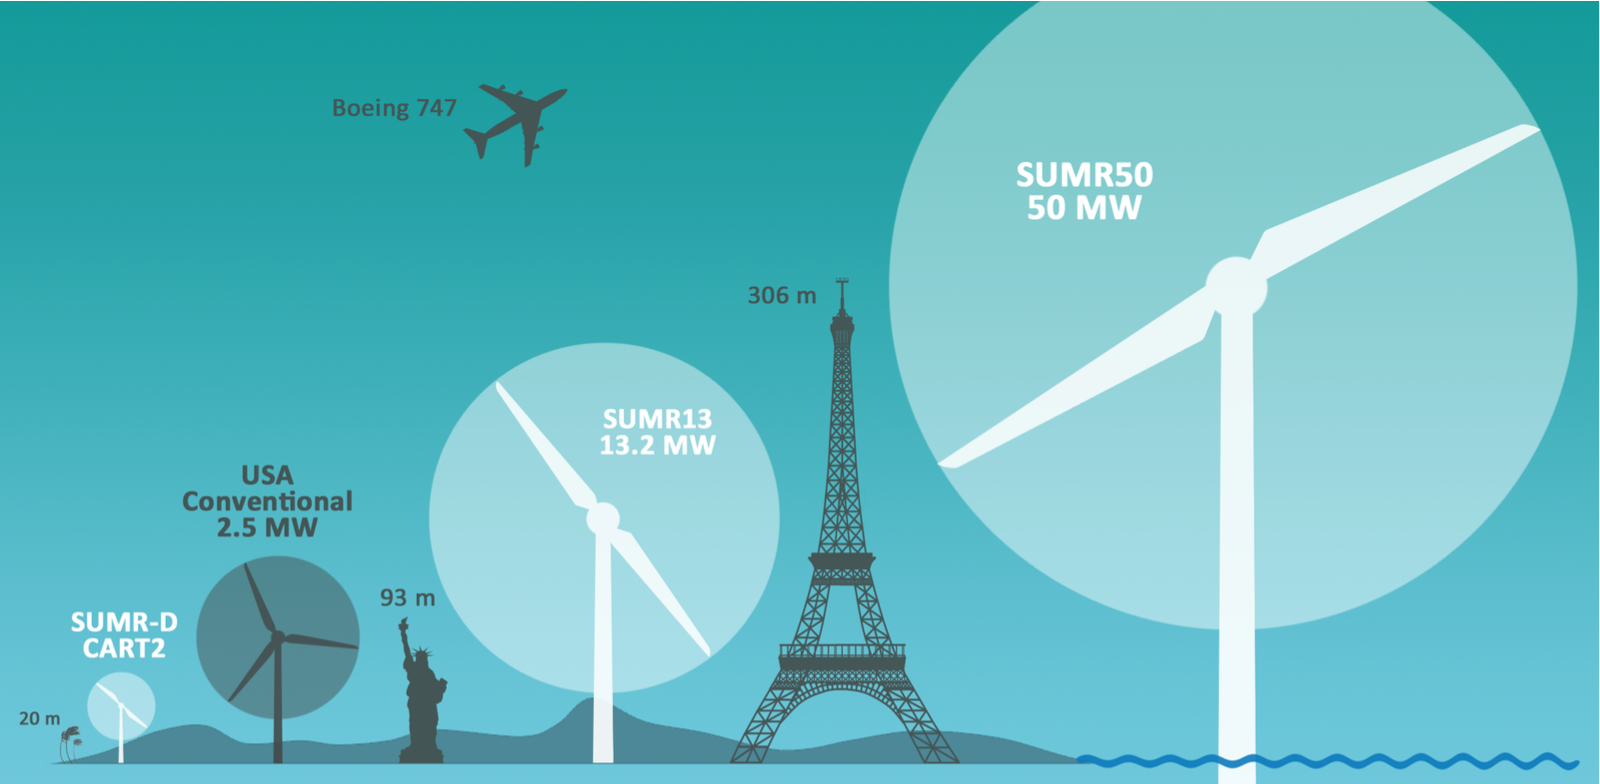 Boeing 747
SUMR50
50 MW
306 m
SUMR13
13.2 MW
USA
Conventional
2.5 MW
93 m
SUMR-D
CART2
20 m